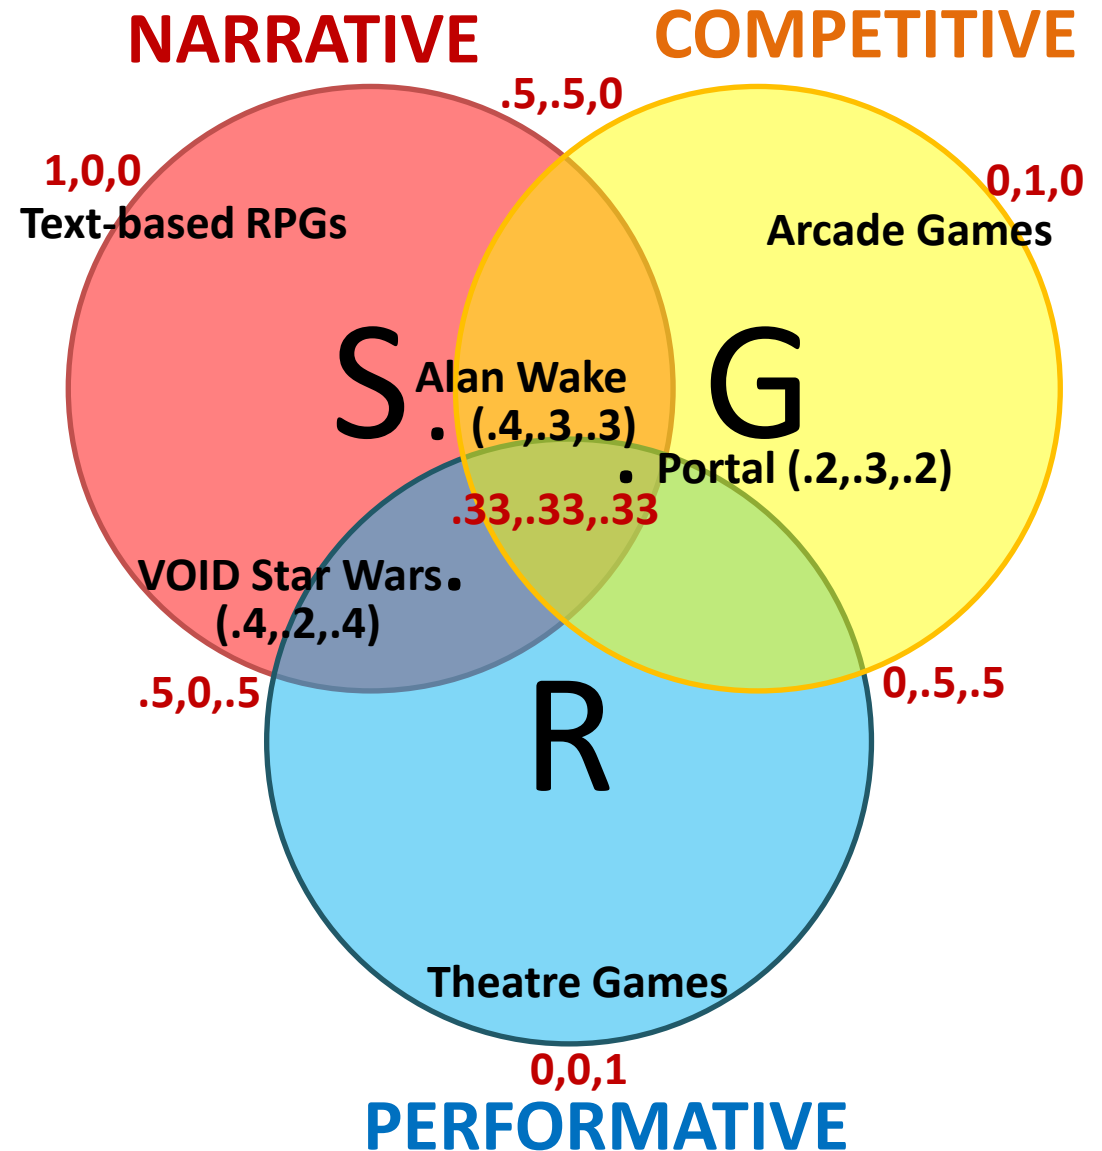 NARRATIVE
COMPETITIVE
.5,.5,0
1,0,0
0,1,0
Text-based RPGs
Arcade Games
S
G
Alan Wake
(.4,.3,.3)
Portal (.2,.3,.2)
.33,.33,.33
VOID Star Wars
(.4,.2,.4)
.5,0,.5
0,.5,.5
R
Theatre Games
0,0,1
PERFORMATIVE